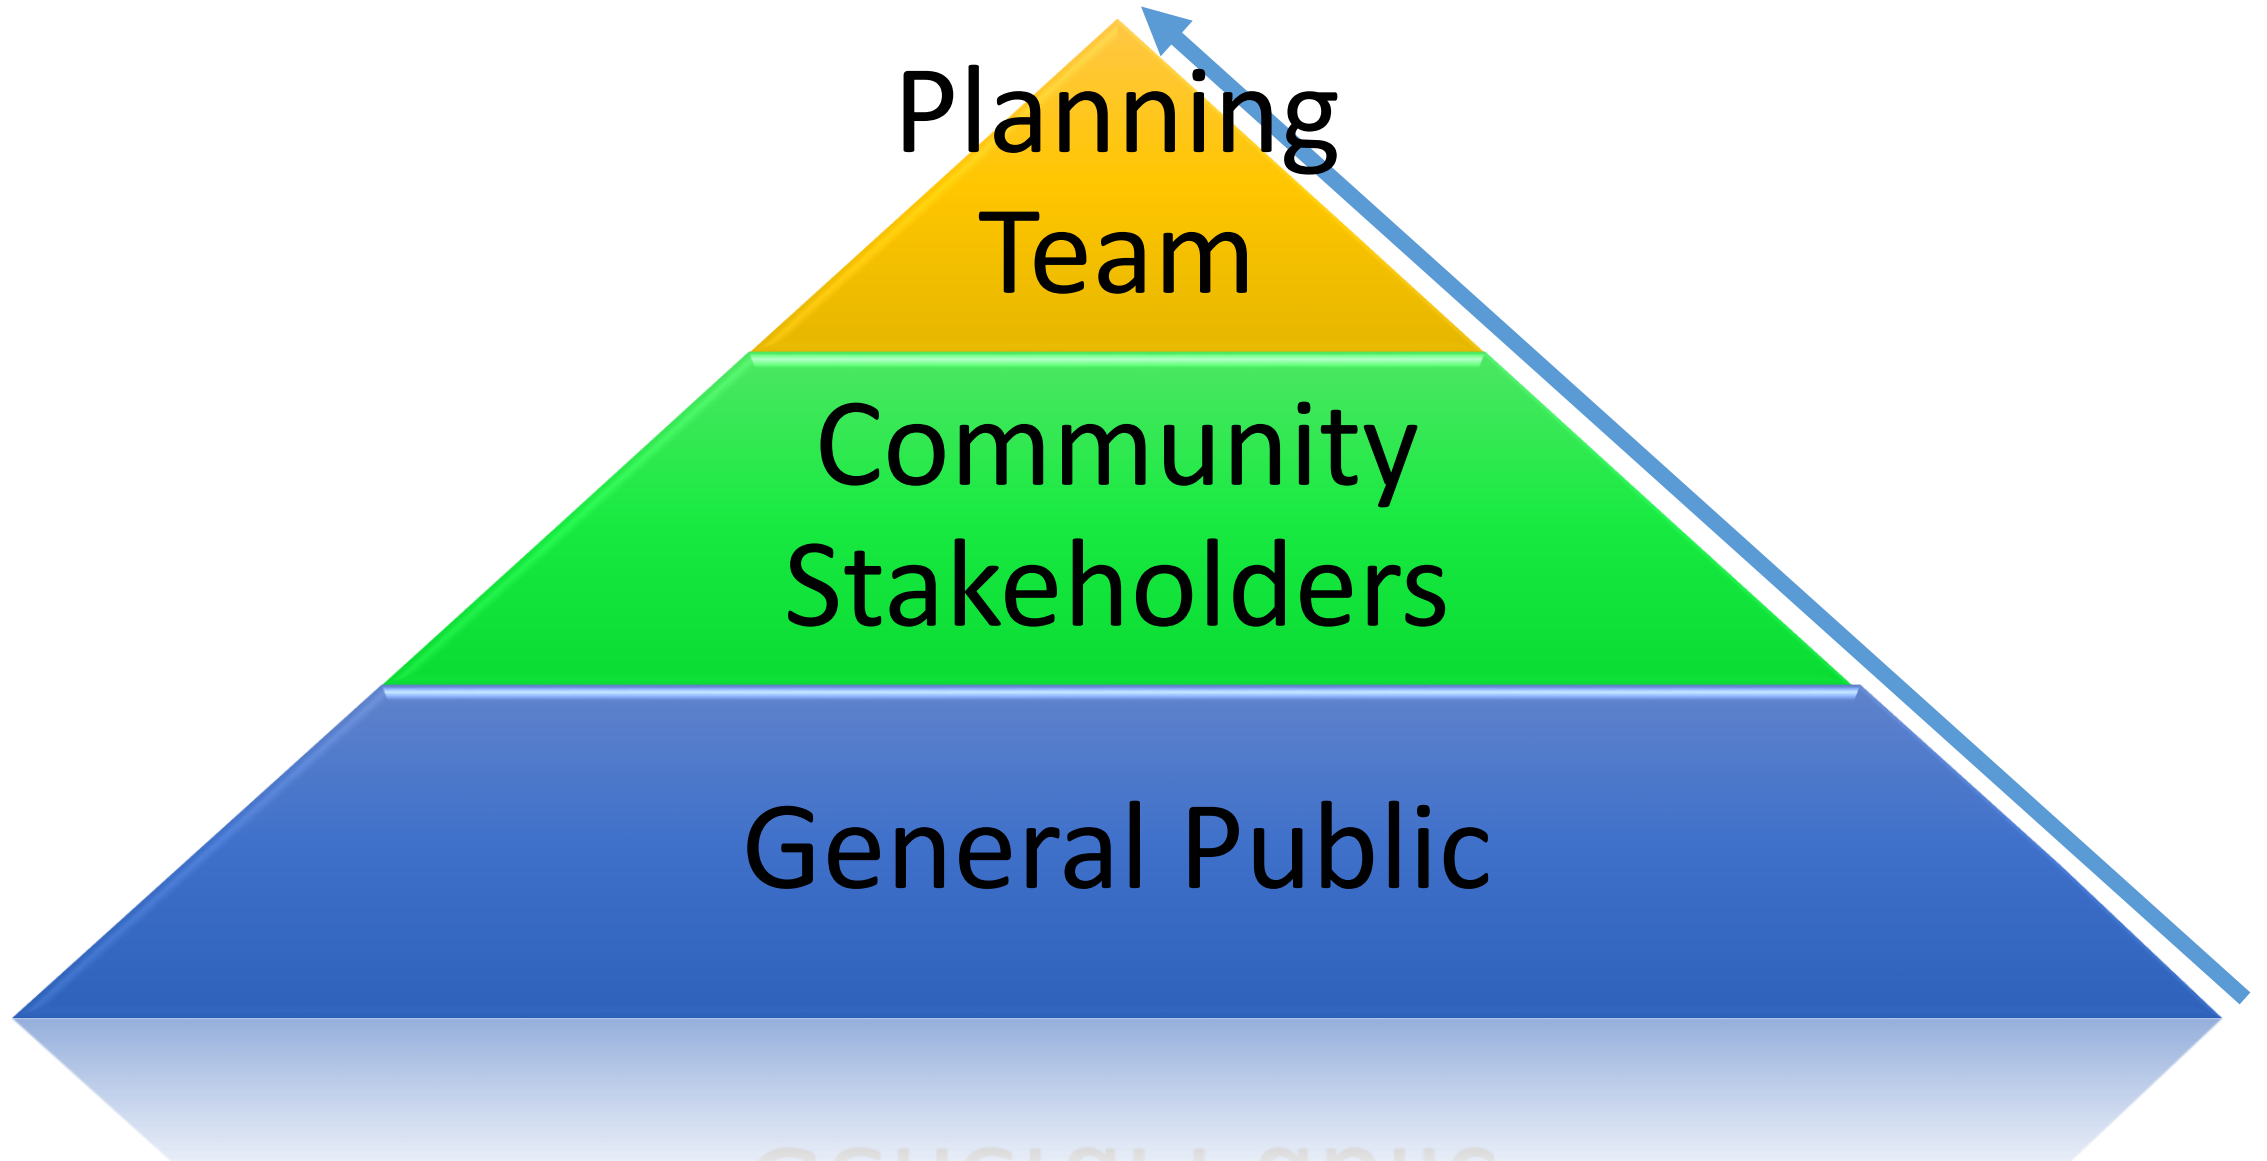 Planning
Team
Community
Stakeholders
General Public